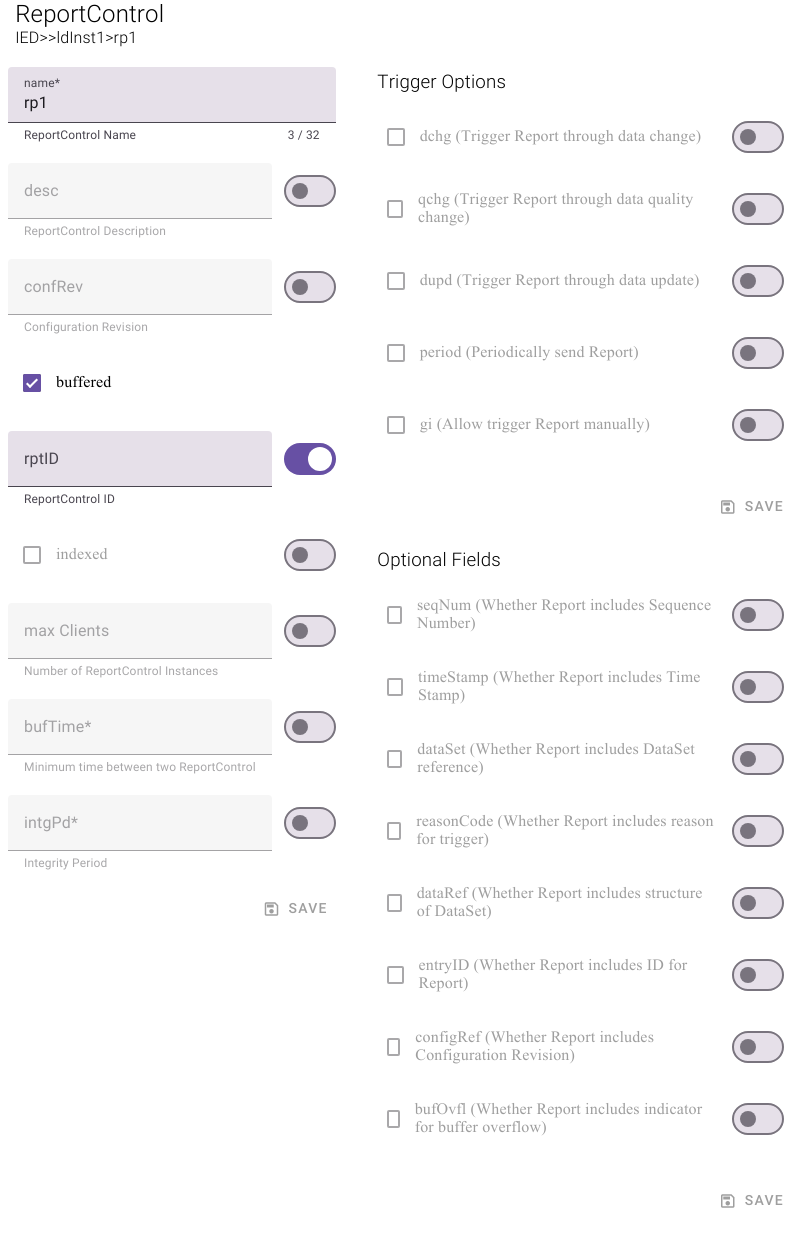 ReportControl
IED>>ldInst1>rp1
name*
rp1
ReportControl Name
3 / 32
desc
ReportControl Description
confRev
Configuration Revision
buffered
rptID
ReportControl ID
indexed
max Clients
Number of ReportControl Instances
bufTime*
Minimum time between two ReportControl
intgPd*
Integrity Period
SAVE
Trigger Options
dchg (Trigger Report through data change)
qchg (Trigger Report through data quality
change)
dupd (Trigger Report through data update)
period (Periodically send Report)
gi (Allow trigger Report manually)
SAVE
Optional Fields
seqNum (Whether Report includes Sequence
Number)
timeStamp (Whether Report includes Time
Stamp)
dataSet (Whether Report includes DataSet
reference)
reasonCode (Whether Report includes reason
for trigger)
dataRef (Whether Report includes structure
of DataSet)
entryID (Whether Report includes ID for
Report)
configRef (Whether Report includes
Configuration Revision)
bufOvfl (Whether Report includes indicator
for buffer overflow)
SAVE